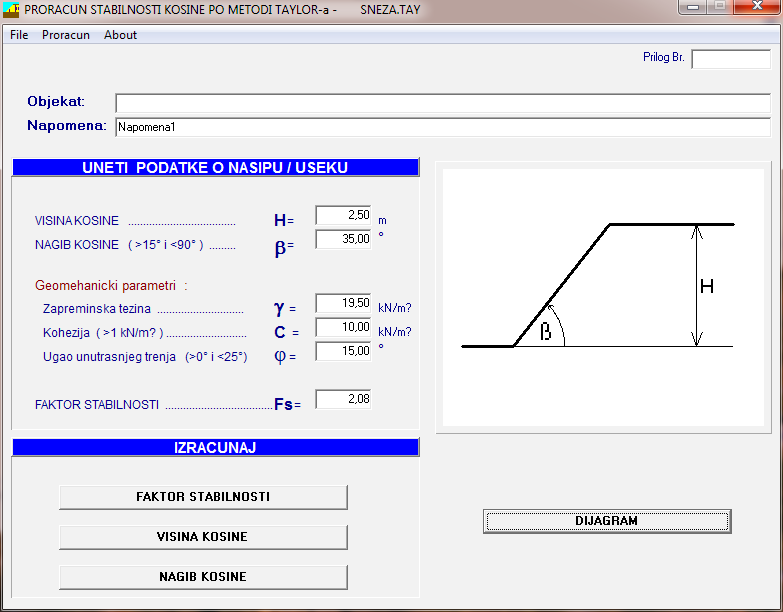 PRORACUN STABILNOSTI KOSINE PO METODI TAYLOR-a - SNEZA.TAY
File Proracun About
Prilog Br.
Objekat:
Napomena: Napomena1
UNETI PODATKE O NASIPU / USEKU
VISINA KOSINE .................................... H= 2,50 m
NAGIB KOSINE ( >15° i <90° ) ......... β= 35,00 °
Geomehanicki parametri :
Zapreminska tezina ............................. γ = 19,50 kN/m?
Kohezija ( >1 kN/m? ) ........................... C = 10,00 kN/m?
Ugao unutrasnjeg trenja (>0° i <25°) φ = 15,00 °
FAKTOR STABILNOSTI .................................... Fs= 2,08
H
β
IZRACUNAJ
FAKTOR STABILNOSTI
VISINA KOSINE
NAGIB KOSINE
DIJAGRAM